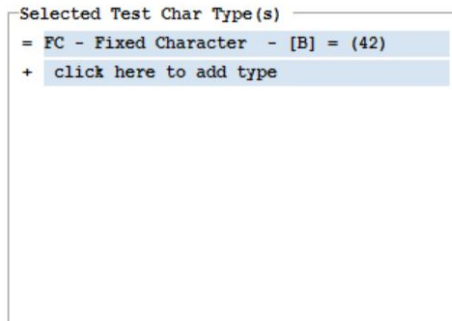 Selected Test Char Type(s)
= FC - Fixed Character - [B] = (42)
+ click here to add type